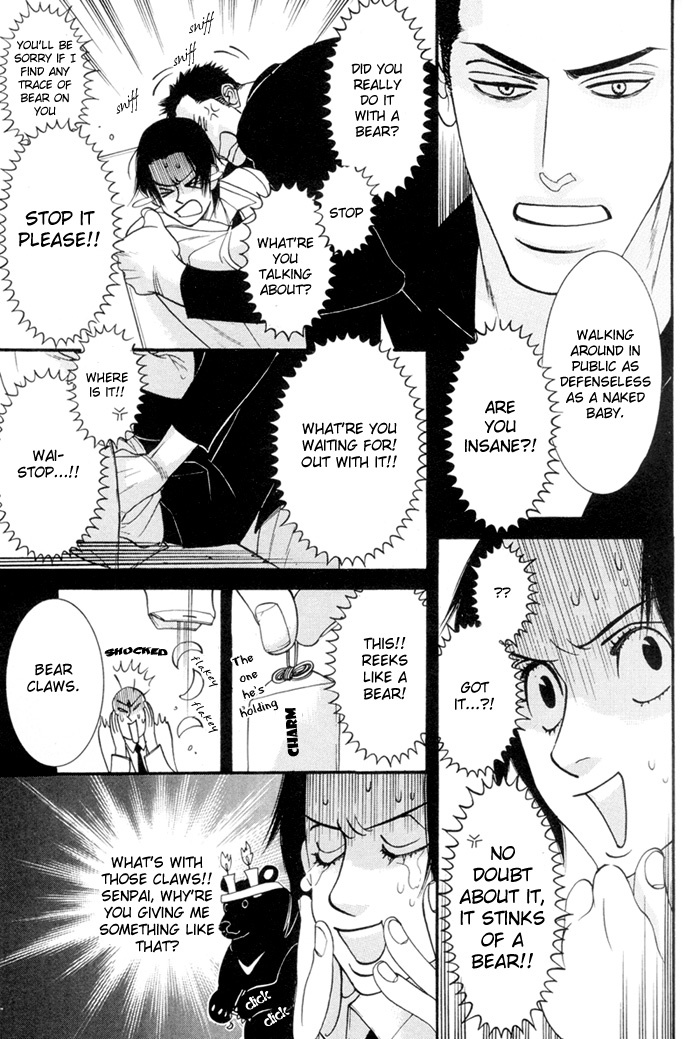 WALKING
AROUND IN
PUBLIC AS
DEFENSELESS
AS A NAKED
BABY.
ARE
YOU
INSANE?!
DID YOU
REALLY
DO IT
WITH A
BEAR?
STOP
WHAT'RE
YOU
TALKING
ABOUT?
sniff
sniff
sniff
YOU'LL BE
SORRY IF I
FIND ANY
TRACE OF
BEAR ON
YOU
STOP IT
PLEASE!!
WHAT'RE YOU
WAITING FOR!
OUT WITH IT!!
WHERE
IS IT!!
WAI-
STOP...!!
??
GOT
IT...?!
NO
DOUBT
ABOUT IT,
IT STINKS
OF A
BEAR!!
THIS!!
REEKS
LIKE A
BEAR!
The
one
he's
holding
CHARM
flakey
flakey
SHOCKED
BEAR
CLAWS.
WHAT'S WITH
THOSE CLAWS!!
SENPAI, WHY'RE
YOU GIVING ME
SOMETHING LIKE
THAT?
click
click